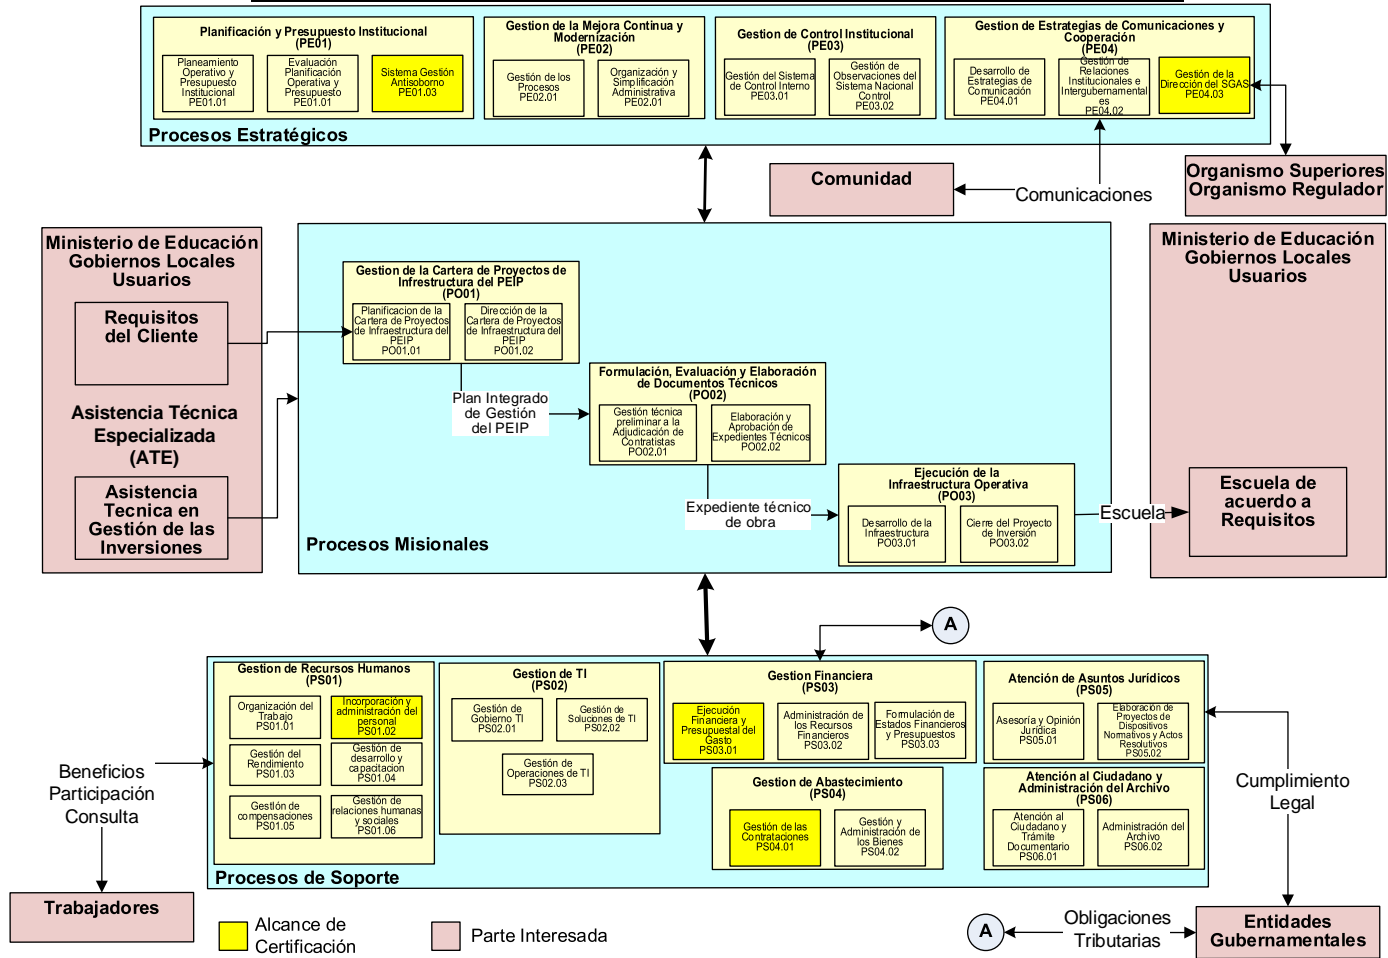 Planificación y Presupuesto Institucional
(PE01)
Planeamiento
Operativo y
Presupuesto
Institucional
PE01.01
Evaluación
Planificación
Operativa y
Presupuesto
PE01.01
Sistema Gestión
Antisoborno
PE01.03
Gestion de la Mejora Continua y
Modernización
(PE02)
Gestión de los
Procesos
PE02.01
Organización y
Simplificación
Administrativa
PE02.01
Gestión de Control Institucional
(PE03)
Gestión del Sistema
de Control Interno
PE03.01
Gestión de
Observaciones del
Sistema Nacional
Control
PE03.02
Gestion de Estrategias de Comunicaciones y
Cooperación
(PE04)
Desarrollo de
Estrategias de
Comunicación
PE04.01
Gestión de
Relaciones
Institucionales e
Intergubernamental
es
PE04.02
Gestión de la
Dirección del SGAS
PE04.03
Procesos Estratégicos
Comunidad
Comunicaciones
Organismo Superiores
Organismo Regulador
Ministerio de Educación
Gobiernos Locales
Usuarios
Requisitos
del Cliente
Asistencia Técnica
Especializada
(ATE)
Asistencia
Tecnica en
Gestión de las
Inversiones
Gestion de la Cartera de Proyectos de
Infrestructura del PEIP
(PO01)
Planificacion de la
Cartera de Proyectos
de Infraestructura del
PEIP
PO01.01
Dirección de la
Cartera de Proyectos
de Infraestructura del
PEIP
PO01.02
Plan Integrado
de Gestión
del PEIP
Formulación, Evaluación y Elaboración
de Documentos Técnicos
(PO02)
Gestión técnica
preliminar a la
Adjudicación de
Contratistas
PO02.01
Elaboración y
Aprobación de
Expedientes Técnicos
PO02.02
Expediente técnico
de obra
Ejecución de la
Infraestructura Operativa
(PO03)
Desarrollo de la
Infraestructura
PO03.01
Cierre del Proyecto
de Inversión
PO03.02
Procesos Misionales
Escuela
Ministerio de Educación
Gobiernos Locales
Usuarios
Escuela de
acuerdo a
Requisitos
A
Gestion de Recursos Humanos
(PS01)
Organización del
Trabajo
PS01.01
Incorporación y
administración del
personal
PS01.02
Gestión del
Rendimiento
PS01.03
Gestión de
desarrollo y
capacitacion
PS01.04
Gestión de
compensaciones
PS01.05
Gestión de
relaciones humanas
y sociales
PS01.06
Gestion de TI
(PS02)
Gestión de
Gobierno TI
PS02.01
Gestión de
Soluciones de TI
PS02.02
Gestión de
Operaciones de TI
PS02.03
Gestion Financiera
(PS03)
Ejecución
Financiera y
Presupuestal del
Gasto
PS03.01
Administración de
los Recursos
Financieros
PS03.02
Formulación de
Estados Financieros
y Presupuestos
PS03.03
Gestion de Abastecimiento
(PS04)
Gestión de las
Contrataciones
PS04.01
Gestión y
Administración de
los Bienes
PS04.02
Atención de Asuntos Jurídicos
(PS05)
Asesoría y Opinión
Jurídica
PS05.01
Elaboración de
Proyectos de
Dispositivos
Normativos y Actos
Resolutivos
PS05.02
Atención al Ciudadano y
Administración del Archivo
(PS06)
Atención al
Ciudadano y
Trámite
Documentario
PS06.01
Administración del
Archivo
PS06.02
Procesos de Soporte
Beneficios
Participación
Consulta
Trabajadores
Cumplimiento
Legal
Alcance de
Certificación
Parte Interesada
A
Obligaciones
Tributarias
Entidades
Gubernamentales